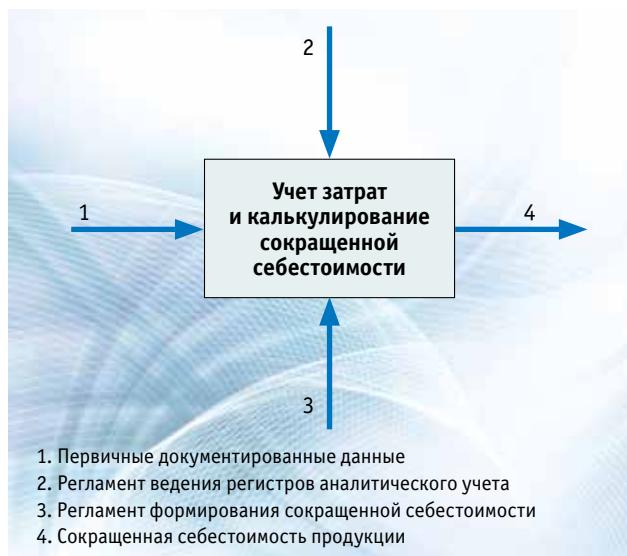 2
1
Учет затрат
и калькулирование
сокращенной
себестоимости
4
3
1. Первичные документированные данные
2. Регламент ведения регистров аналитического учета
3. Регламент формирования сокращенной себестоимости
4. Сокращенная себестоимость продукции